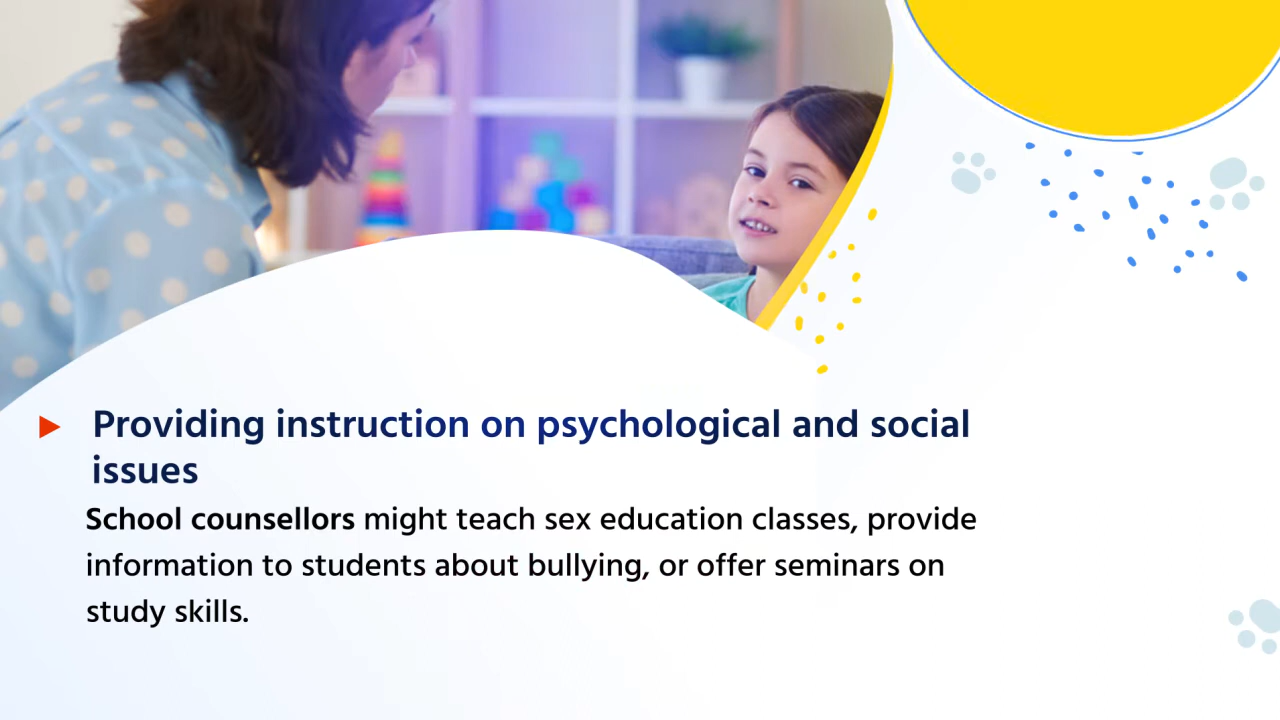 Providing instruction on psychological and social
issues
School counsellors might teach sex education classes, provide
information to students about bullying, or offer seminars on
study skills.